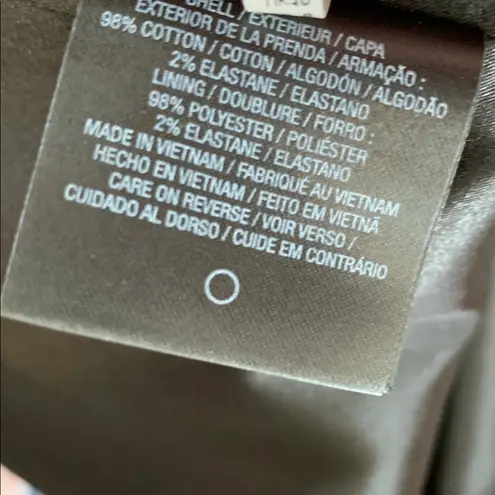 SHELL / EXTÉRIEUR / CAPA
EXTERIOR DE LA PRENDA / ARMAÇÃO :
98% COTTON / COTON / ALGODÓN / ALGODÃO
2% ELASTANE / ELASTANO
LINING / DOUBLURE / FORRO :
98% POLYESTER / POLIÉSTER
2% ELASTANE / ELASTANO
MADE IN VIETNAM / FABRIQUÉ AU VIETNAM
HECHO EN VIETNAM / FEITO EM VIETNÃ
CARE ON REVERSE / VOIR VERSO /
CUIDADO AL DORSO / CUIDE EM CONTRÁRIO